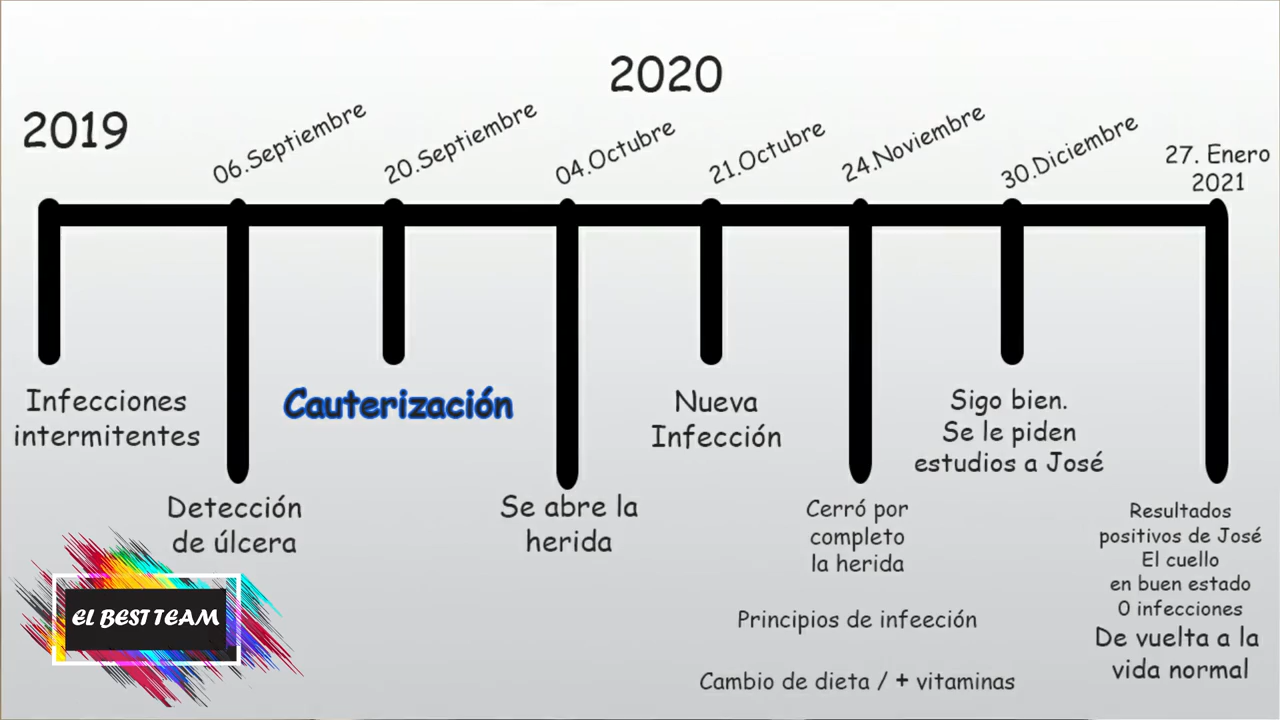 2020
2019
06.Septiembre
20.Septiembre
04.Octubre
21.Octubre
24.Noviembre
30.Diciembre
27. Enero
2021
Infecciones
intermitentes
Detección
de úlcera
Cauterización
Se abre la
herida
Nueva
Infección
Cerró por
completo
la herida
Principios de infeeción
Cambio de dieta / + vitaminas
Sigo bien.
Se le piden
estudios a José
Resultados
positivos de José
El cuello
en buen estado
0 infecciones
De vuelta a la
vida normal
EL BEST TEAM